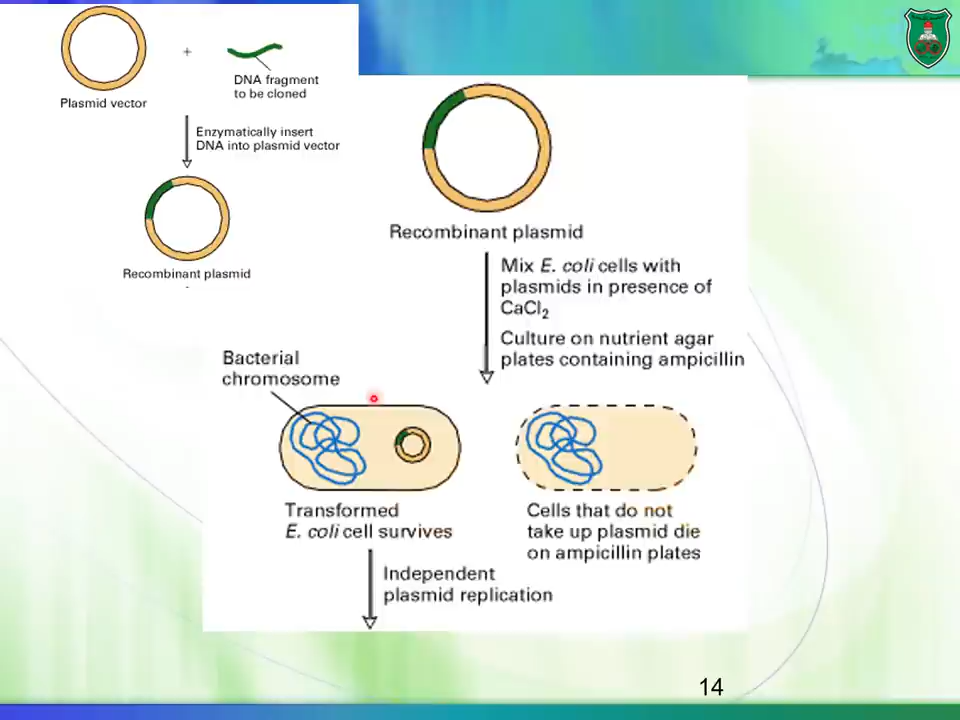 +
DNA fragment
to be cloned
Plasmid vector
Enzymatically insert
DNA into plasmid vector
Recombinant plasmid
Recombinant plasmid
Mix E. coli cells with
plasmids in presence of
CaCl₂
Culture on nutrient agar
plates containing ampicillin
Bacterial
chromosome
Transformed
E. coli cell survives
Cells that do not
take up plasmid die
on ampicillin plates
Independent
plasmid replication
14